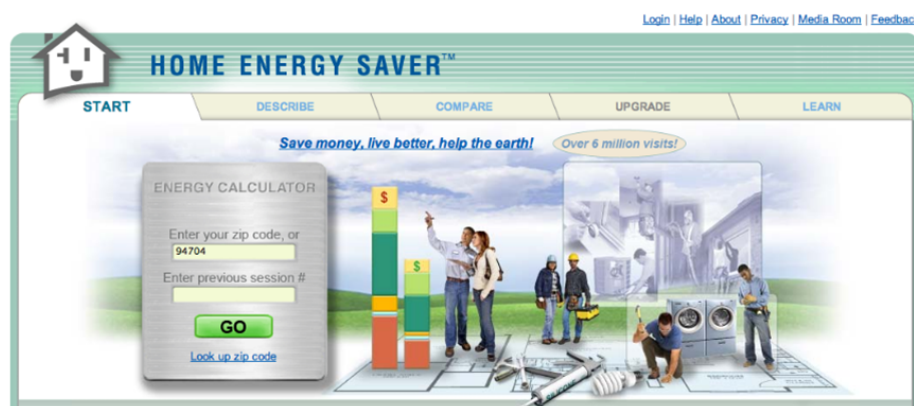 Login | Help | About | Privacy | Media Room | Feedbac
HOME ENERGY SAVER™
START DESCRIBE COMPARE UPGRADE LEARN
Save money, live better, help the earth! Over 6 million visits!
ENERGY CALCULATOR
Enter your zip code, or
94704
Enter previous session #
GO
Look up zip code
$
$